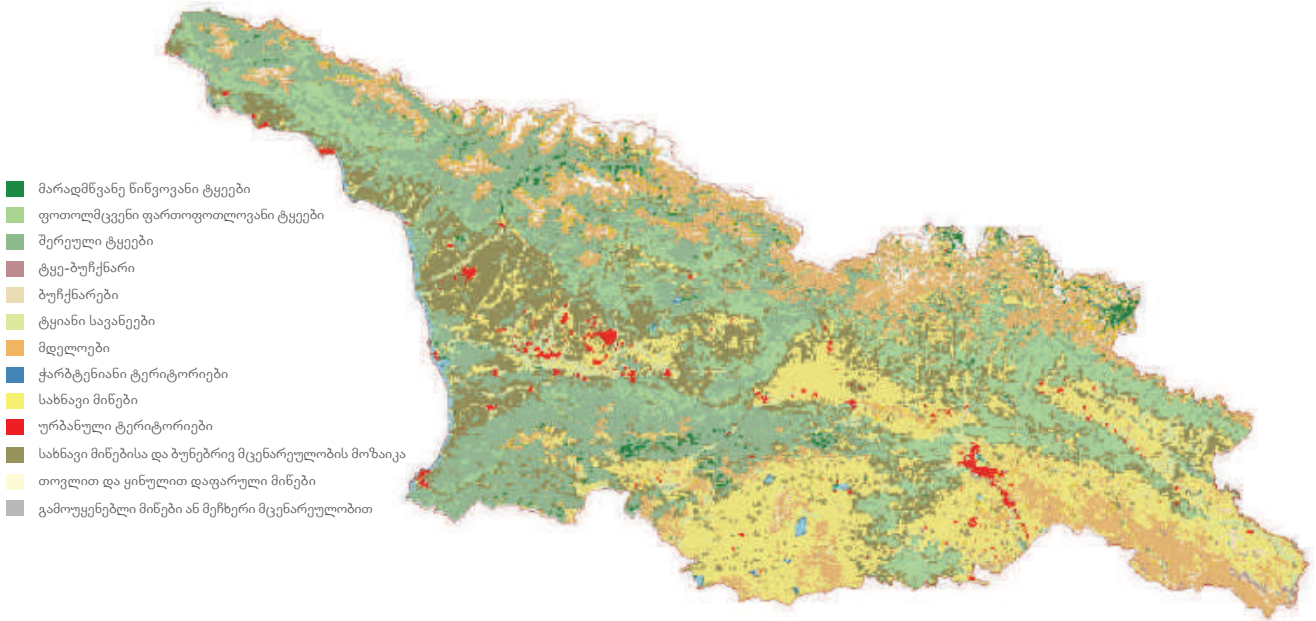 მარადმწვანე წიწვოვანი ტყეები
ფოთოლმცვენი ფართოფოთლოვანი ტყეები
შერეული ტყეები
ტყე-ბუჩქნარი
ბუჩქნარები
ტყიანი სავანეები
მდელოები
ჭარბტენიანი ტერიტორიები
სახნავი მიწები
ურბანული ტერიტორიები
სახნავი მიწებისა და ბუნებრივ მცენარეულობის მოზაიკა
თოვლით და ყინულით დაფარული მიწები
გამოუყენებლი მიწები ან მეჩხერი მცენარეულობით